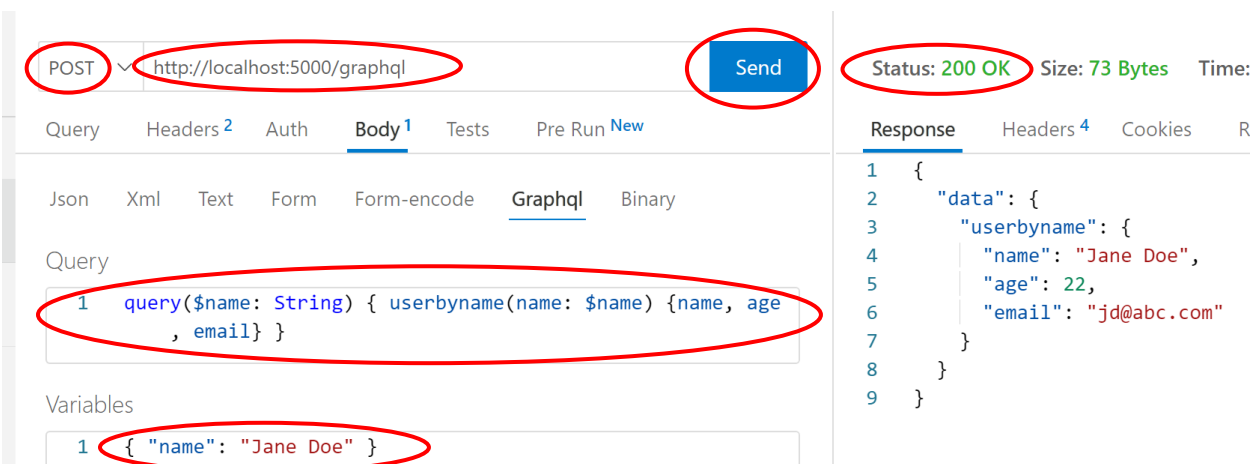 POST http://localhost:5000/graphql Send
Query Headers 2 Auth Body 1 Tests Pre Run New
Json Xml Text Form Form-encode Graphql Binary
Query
1 query($name: String) { userbyname(name: $name) {name, age
, email} }
Variables
1 { "name": "Jane Doe" }
Status: 200 OK Size: 73 Bytes Time:
Response Headers 4 Cookies R
1 {
2 "data": {
3 "userbyname": {
4 "name": "Jane Doe",
5 "age": 22,
6 "email": "jd@abc.com"
7 }
8 }
9 }